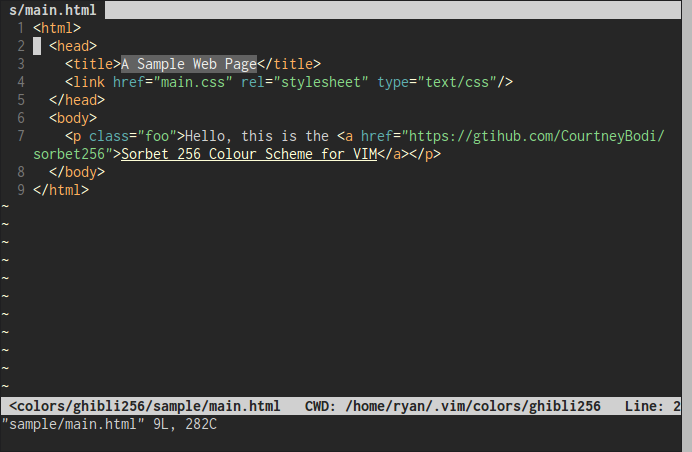 s/main.html
1 <html>
2   <head>
3     <title>A Sample Web Page</title>
4     <link href="main.css" rel="stylesheet" type="text/css"/>
5   </head>
6   <body>
7     <p class="foo">Hello, this is the <a href="https://gtihub.com/CourtneyBodi/
sorbet256">Sorbet 256 Colour Scheme for VIM</a></p>
8   </body>
9 </html>
~
~
~
~
~
~
~
~
~
~
~
<colors/ghibli256/sample/main.html   CWD: /home/ryan/.vim/colors/ghibli256   Line: 2
"sample/main.html" 9L, 282C